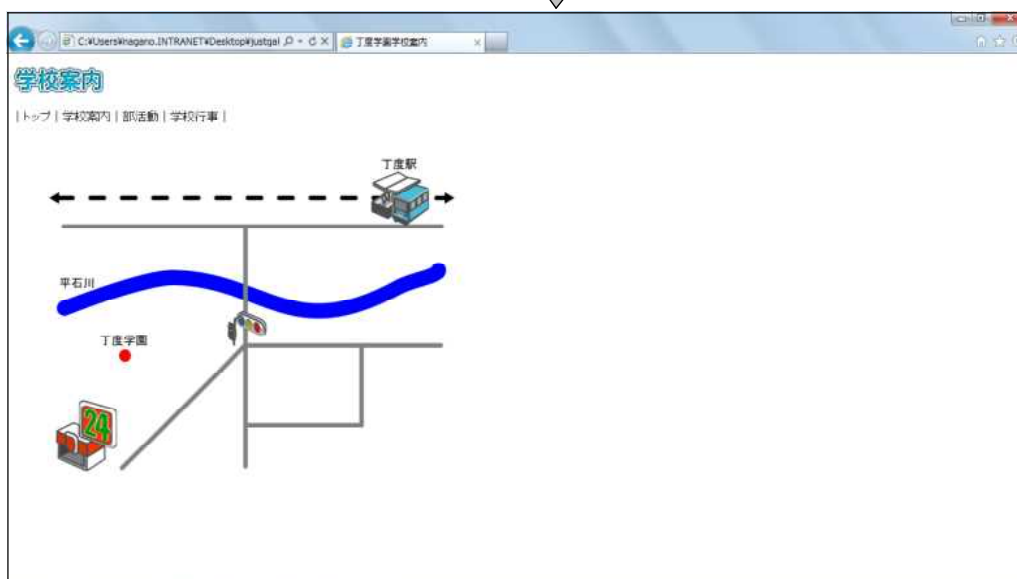 C:¥Users¥nagano.INTRANET¥Desktop¥justgal
丁度学園学校案内
学校案内
|トップ|学校案内|部活動|学校行事|
丁度駅
平石川
丁度学園
24